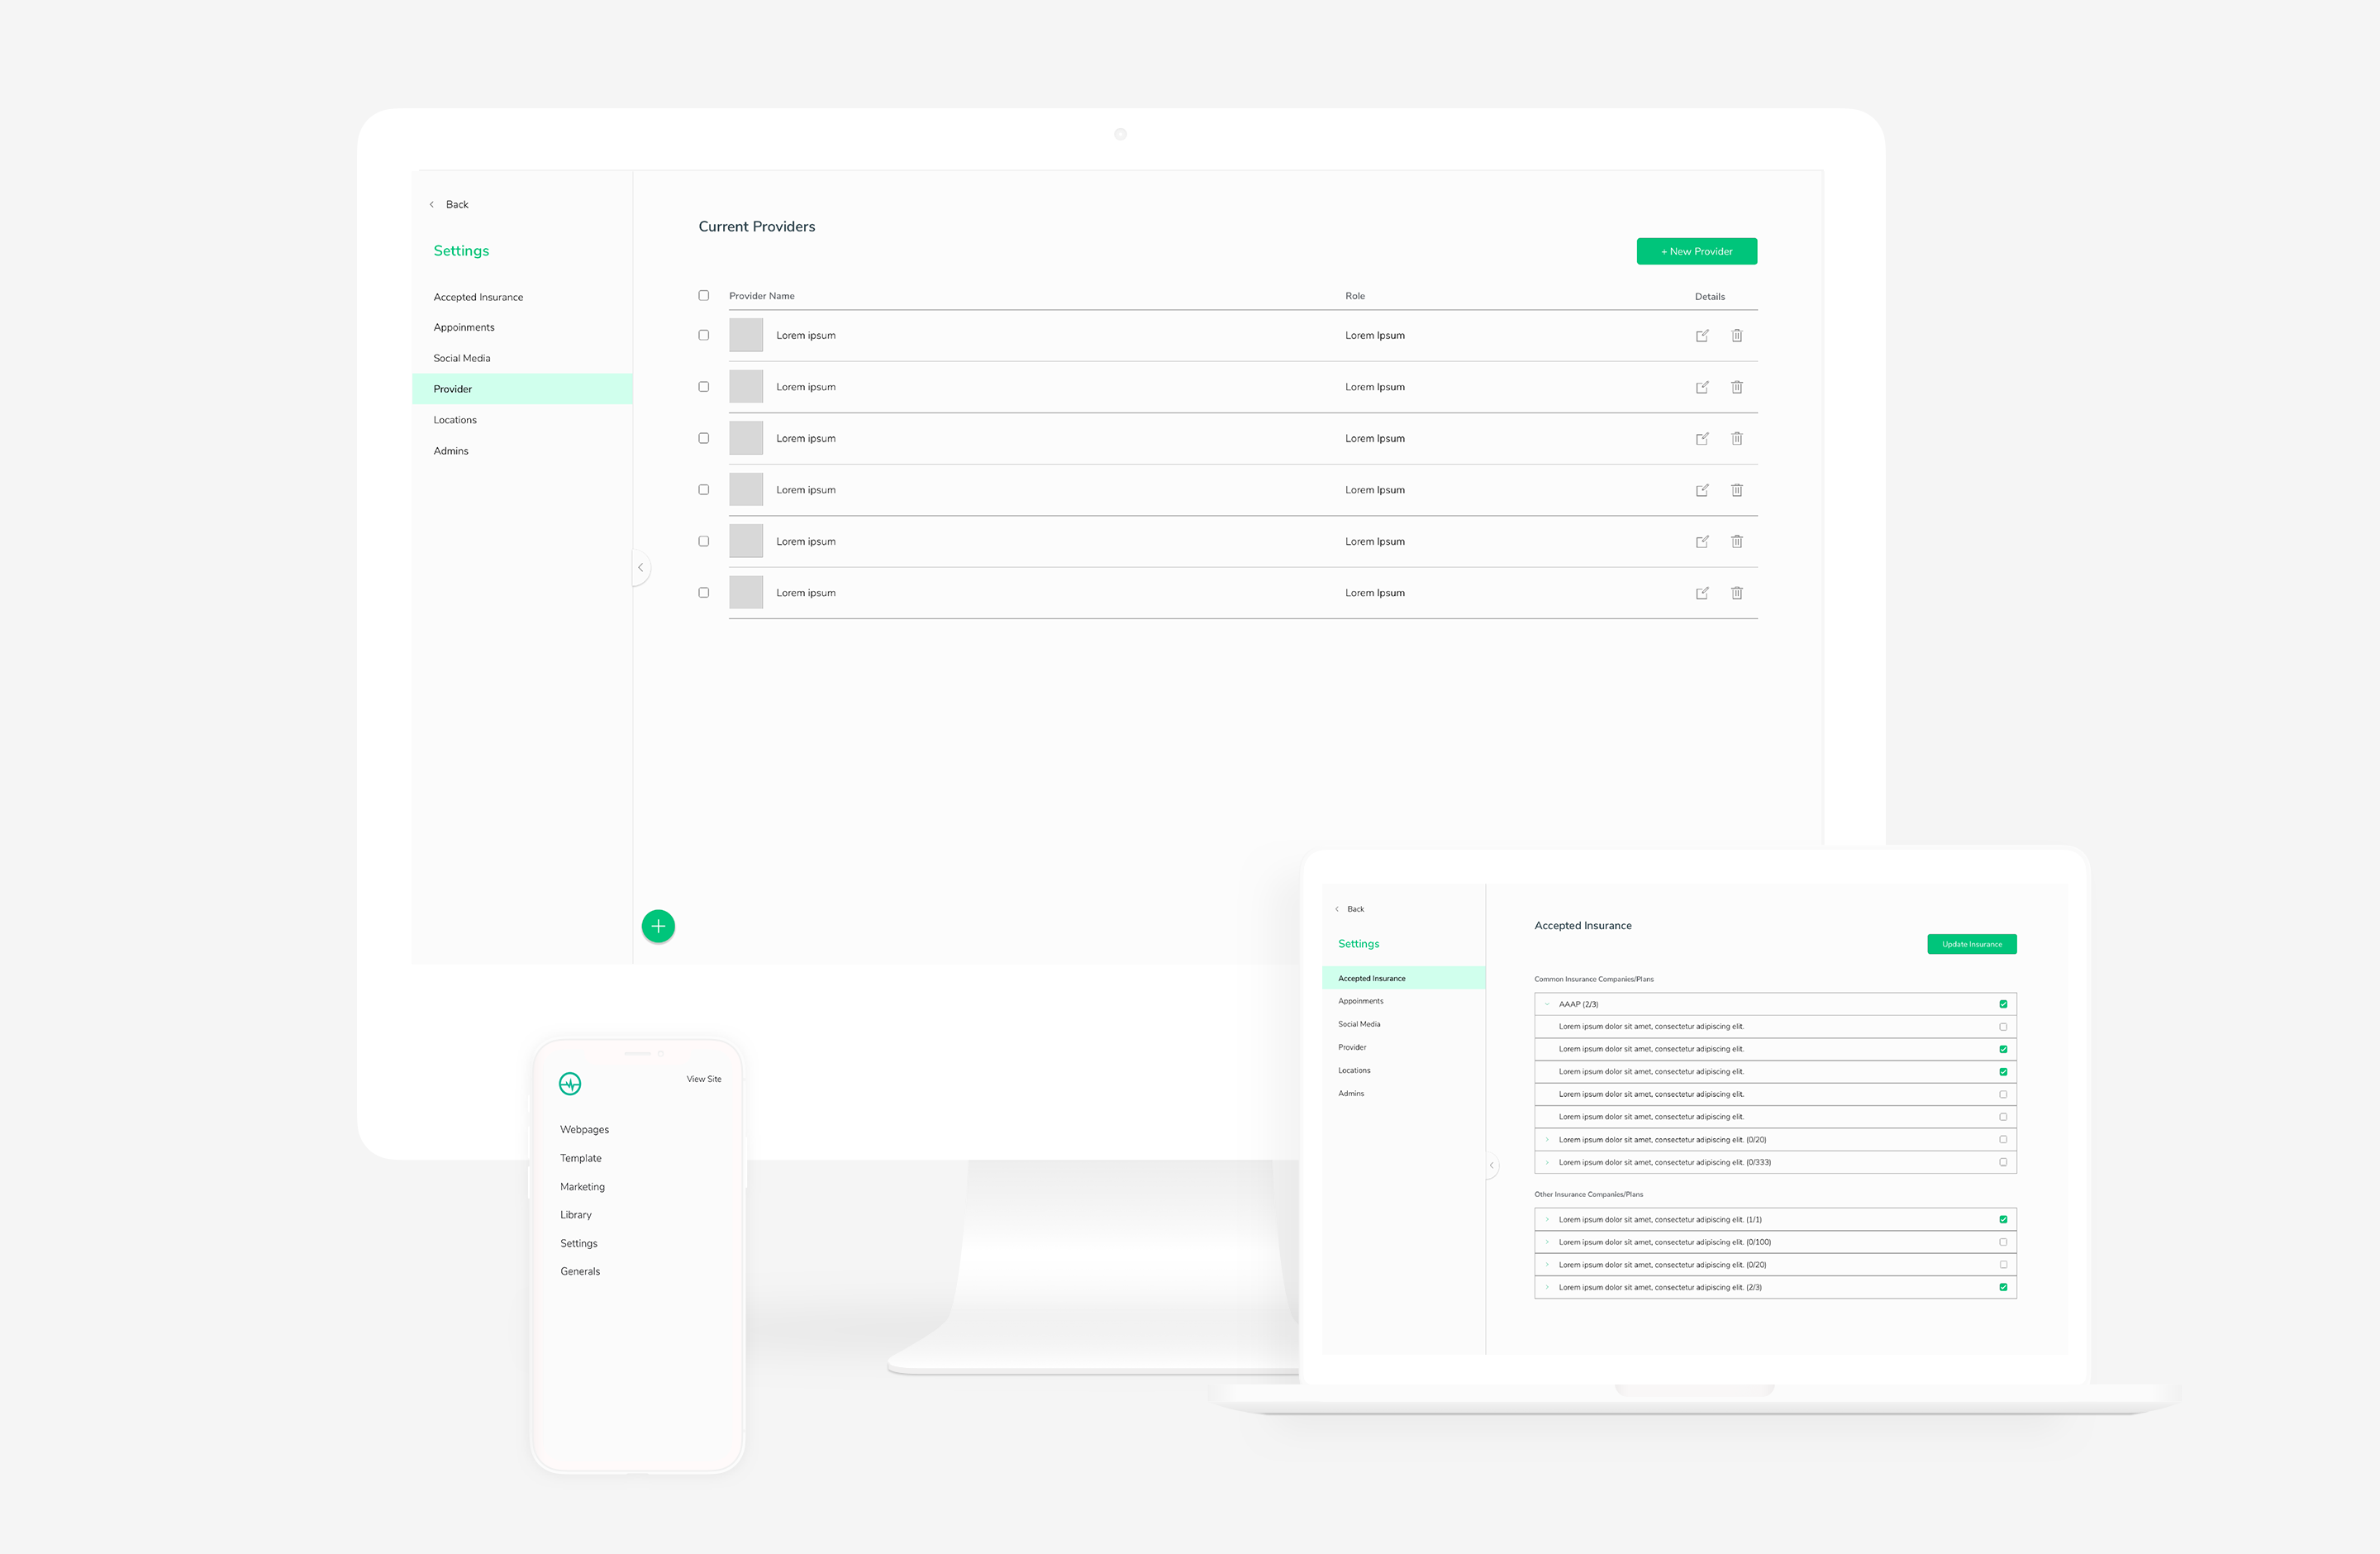 Back
Settings
Accepted Insurance
Appoinments
Social Media
Provider
Locations
Admins
Current Providers
+ New Provider
Provider Name Role Details
Lorem ipsum Lorem Ipsum
Lorem ipsum Lorem Ipsum
Lorem ipsum Lorem Ipsum
Lorem ipsum Lorem Ipsum
Lorem ipsum Lorem Ipsum
Lorem ipsum Lorem Ipsum
View Site
Webpages
Template
Marketing
Library
Settings
Generals
Back
Settings
Accepted Insurance
Appoinments
Social Media
Provider
Locations
Admins
Accepted Insurance
Update Insurance
Common Insurance Companies/Plans
AAAP (2/3)
Lorem ipsum dolor sit amet, consectetur adipiscing elit.
Lorem ipsum dolor sit amet, consectetur adipiscing elit.
Lorem ipsum dolor sit amet, consectetur adipiscing elit.
Lorem ipsum dolor sit amet, consectetur adipiscing elit.
Lorem ipsum dolor sit amet, consectetur adipiscing elit.
Lorem ipsum dolor sit amet, consectetur adipiscing elit. (0/20)
Lorem ipsum dolor sit amet, consectetur adipiscing elit. (0/333)
Other Insurance Companies/Plans
Lorem ipsum dolor sit amet, consectetur adipiscing elit. (1/1)
Lorem ipsum dolor sit amet, consectetur adipiscing elit. (0/100)
Lorem ipsum dolor sit amet, consectetur adipiscing elit. (0/20)
Lorem ipsum dolor sit amet, consectetur adipiscing elit. (2/3)